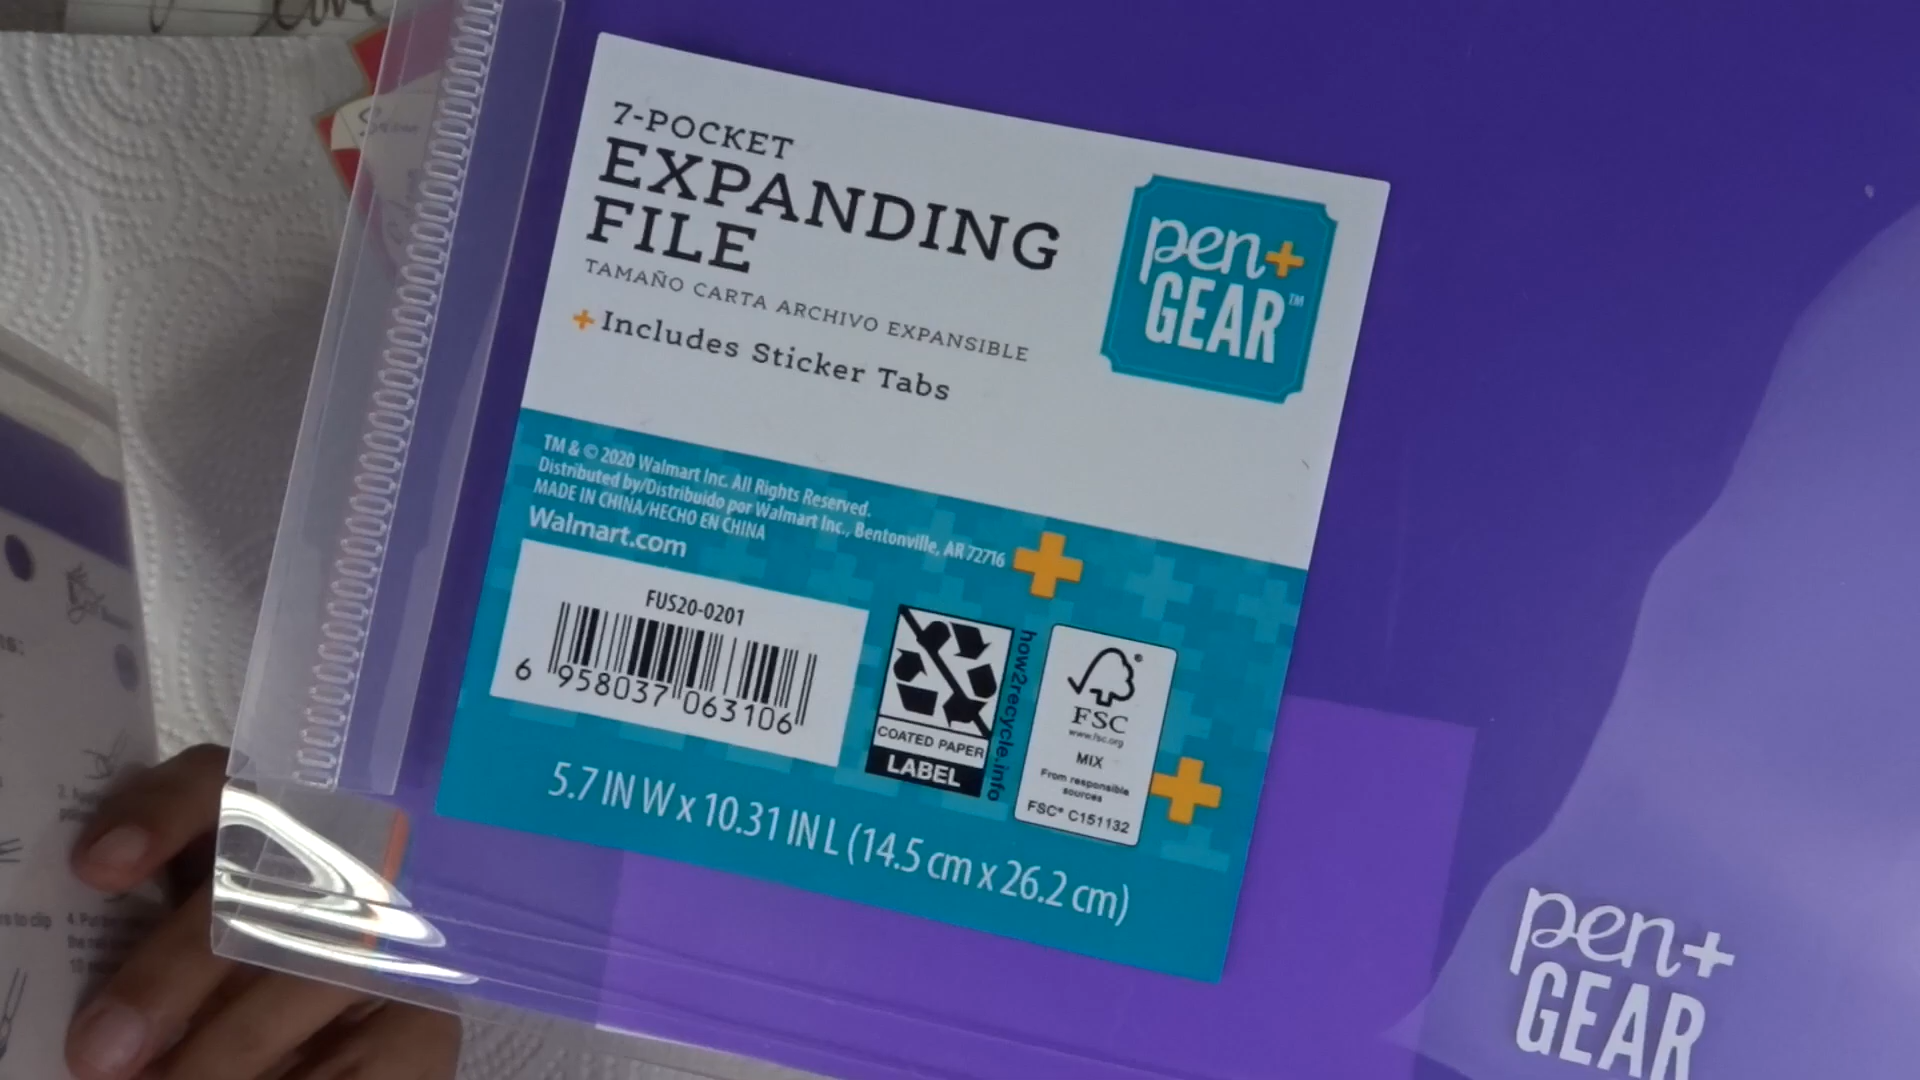 7-POCKET
EXPANDING
FILE
TAMAÑO CARTA ARCHIVO EXPANSIBLE
+ Includes Sticker Tabs
pen+
GEAR™
TM & © 2020 Walmart Inc. All Rights Reserved.
Distributed by/Distribuido por Walmart Inc., Bentonville, AR 72716
MADE IN CHINA/HECHO EN CHINA
Walmart.com
FUS20-0201
6 958037 063106
COATED PAPER
LABEL
how2recycle.info
FSC®
www.fsc.org
MIX
From responsible
sources
FSC® C151132
5.7 IN W x 10.31 IN L (14.5 cm x 26.2 cm)
pen+
GEAR